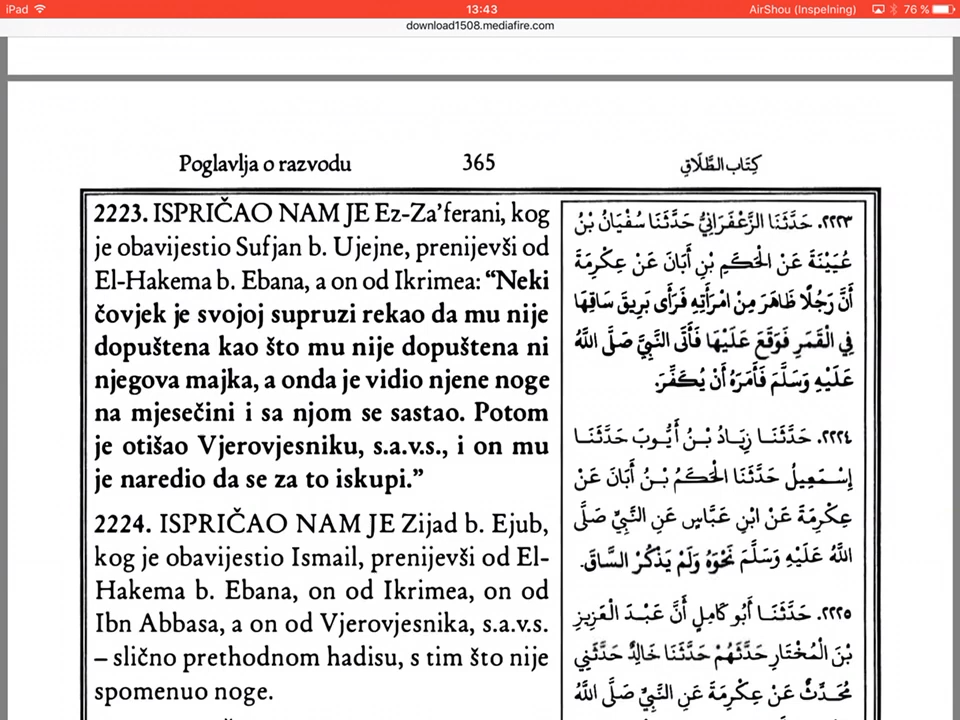 iPad 13:43 AirShou (Inspelning) 76 %
download1508.mediafire.com
Poglavlja o razvodu 365 كِتَاب الطَّلَاقِ
2223. ISPRIČAO NAM JE Ez-Za’ferani, kog
je obavijestio Sufjan b. Ujejne, prenijevši od
El-Hakema b. Ebana, a on od Ikrimea: “Neki
čovjek je svojoj supruzi rekao da mu nije
dopuštena kao što mu nije dopuštena ni
njegova majka, a onda je vidio njene noge
na mjesečini i sa njom se sastao. Potom
je otišao Vjerovjesniku, s.a.v.s., i on mu
je naredio da se za to iskupi.”
2224. ISPRIČAO NAM JE Zijad b. Ejub,
kog je obavijestio Ismail, prenijevši od El-
Hakema b. Ebana, on od Ikrimea, on od
Ibn Abbasa, a on od Vjerovjesnika, s.a.v.s.
– slično prethodnom hadisu, s tim što nije
spomenuo noge.
٢٢٢٣. حَدَّثَنَا الزَّعْفَرَانِيُّ حَدَّثَنَا سُفْيَانُ بْنُ
عُيَيْنَةَ عَنْ الْحَكَمِ بْنِ أَبَانَ عَنْ عِكْرِمَةَ
أَنَّ رَجُلًا ظَاهَرَ مِنْ امْرَأَتِهِ فَرَأَى بَرِيقَ سَاقِهَا
فِي الْقَمَرِ فَوَقَعَ عَلَيْهَا فَأَتَى النَّبِيَّ صَلَّى اللَّهُ
عَلَيْهِ وَسَلَّمَ فَأَمَرَهُ أَنْ يُكَفِّرَ.
٢٢٢٤. حَدَّثَنَا زِيَادُ بْنُ أَيُّوبَ حَدَّثَنَا
إِسْمَعِيلُ حَدَّثَنَا الْحَكَمُ بْنُ أَبَانَ عَنْ
عِكْرِمَةَ عَنْ ابْنِ عَبَّاسٍ عَنِ النَّبِيِّ صَلَّى
اللَّهُ عَلَيْهِ وَسَلَّمَ نَحْوَهُ وَلَمْ يَذْكُرْ السَّاقَ.
٢٢٢٥. حَدَّثَنَا أَبُو كَامِلٍ أَنَّ عَبْدَ الْعَزِيزِ
بْنَ الْمُخْتَارِ حَدَّثَهُمْ حَدَّثَنَا خَالِدٌ حَدَّثَنِي
مُحَدِّثٌ عَنْ عِكْرِمَةَ عَنِ النَّبِيِّ صَلَّى اللَّهُ